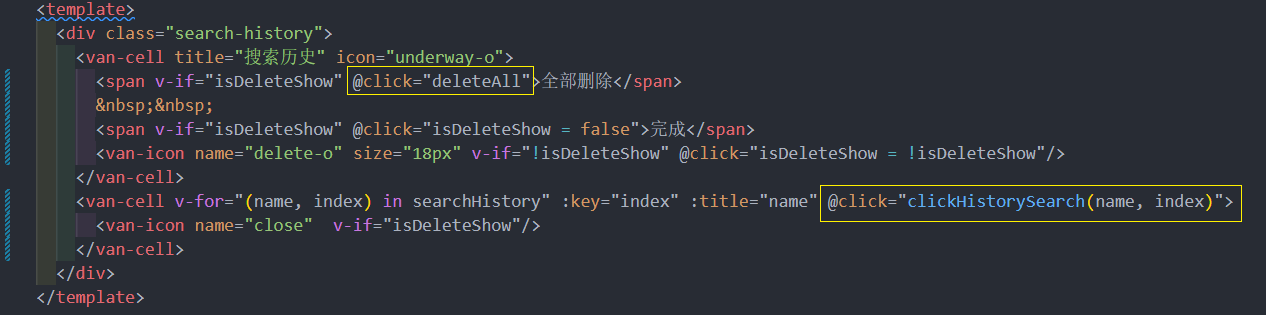 <template>
<div class="search-history">
<van-cell title="搜索历史" icon="underway-o">
<span v-if="isDeleteShow" @click="deleteAll">全部删除</span>
&nbsp;&nbsp;
<span v-if="isDeleteShow" @click="isDeleteShow = false">完成</span>
<van-icon name="delete-o" size="18px" v-if="!isDeleteShow" @click="isDeleteShow = !isDeleteShow"/>
</van-cell>
<van-cell v-for="(name, index) in searchHistory" :key="index" :title="name" @click="clickHistorySearch(name, index)">
<van-icon name="close"  v-if="isDeleteShow"/>
</van-cell>
</div>
</template>